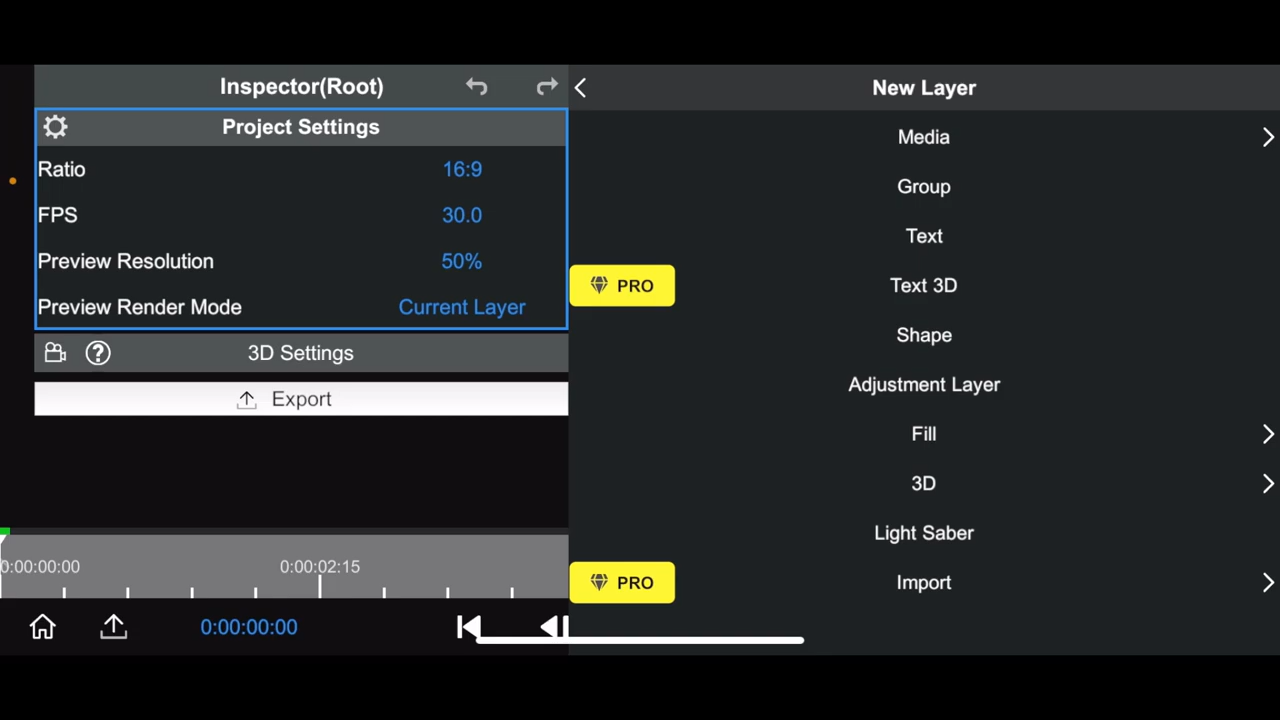 Inspector(Root)
Project Settings
Ratio 16:9
FPS 30.0
Preview Resolution 50%
Preview Render Mode Current Layer
3D Settings
Export
0:00:00:00 0:00:02:15
0:00:00:00
New Layer
Media
Group
Text
PRO Text 3D
Shape
Adjustment Layer
Fill
3D
Light Saber
PRO Import